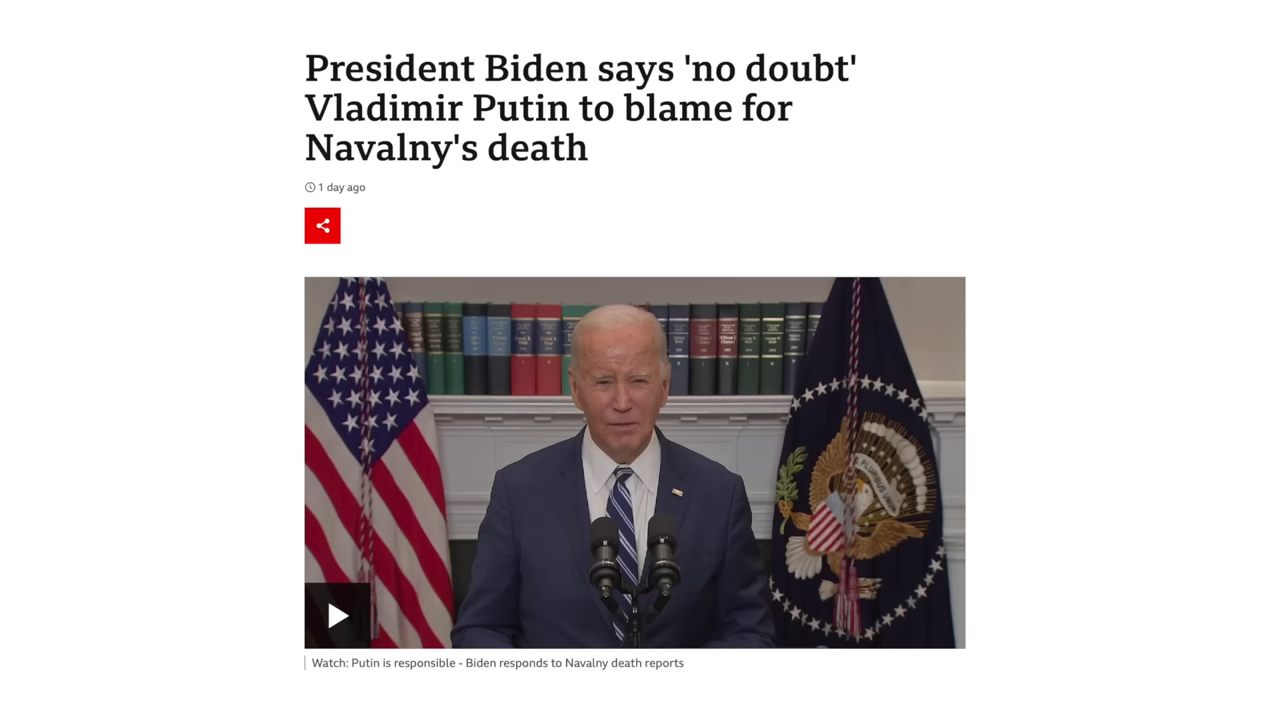 President Biden says 'no doubt'
Vladimir Putin to blame for
Navalny's death
1 day ago
Watch: Putin is responsible - Biden responds to Navalny death reports